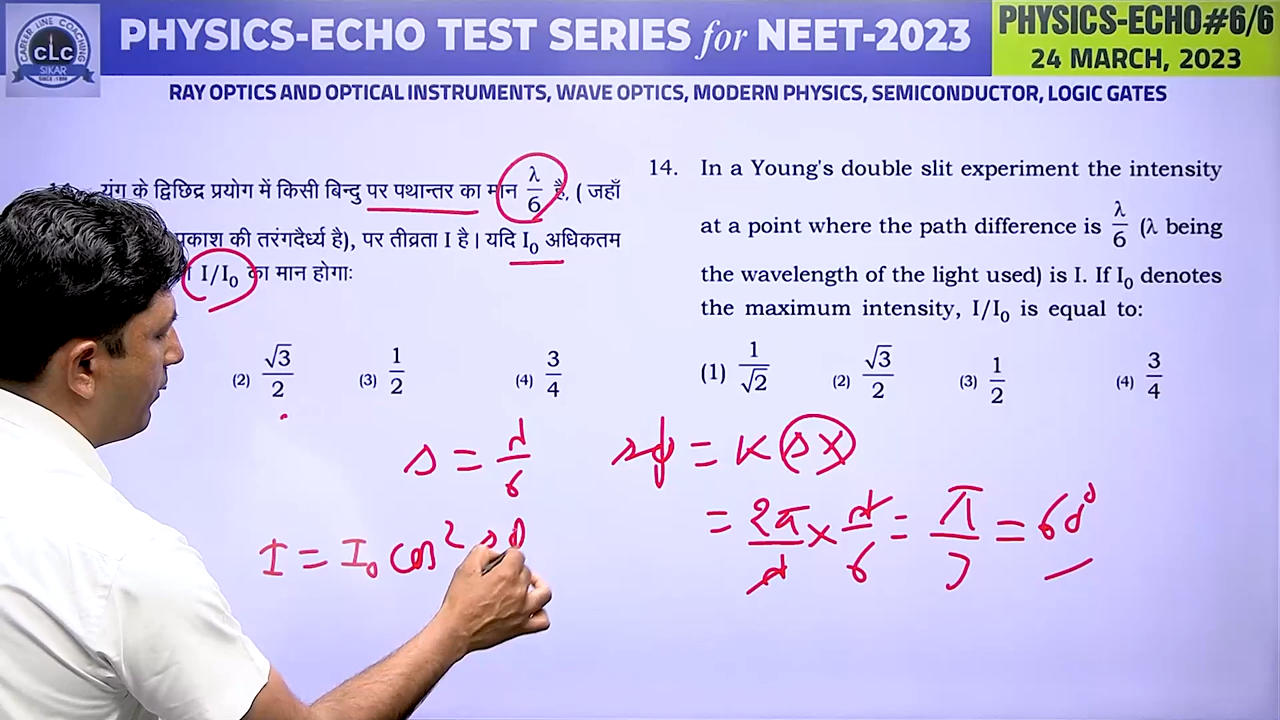 CAREER LINE COACHING
CLC
SIKAR
SINCE-1996
PHYSICS-ECHO TEST SERIES for NEET-2023
PHYSICS-ECHO#6/6
24 MARCH, 2023
RAY OPTICS AND OPTICAL INSTRUMENTS, WAVE OPTICS, MODERN PHYSICS, SEMICONDUCTOR, LOGIC GATES
यंग के द्विछिद्र प्रयोग में किसी बिन्दु पर पथान्तर का मान λ/6 है, ( जहाँ
प्रकाश की तरंगदैर्ध्य है), पर तीव्रता I है। यदि I₀ अधिकतम
I/I₀ का मान होगाः
(2) √3/2 (3) 1/2 (4) 3/4
14. In a Young's double slit experiment the intensity
at a point where the path difference is λ/6 (λ being
the wavelength of the light used) is I. If I₀ denotes
the maximum intensity, I/I₀ is equal to:
(1) 1/√2 (2) √3/2 (3) 1/2 (4) 3/4
Δ = λ/6
I = I₀ cos²
Δφ = K(Δx)
= 2π/λ × λ/6 = π/3 = 60°